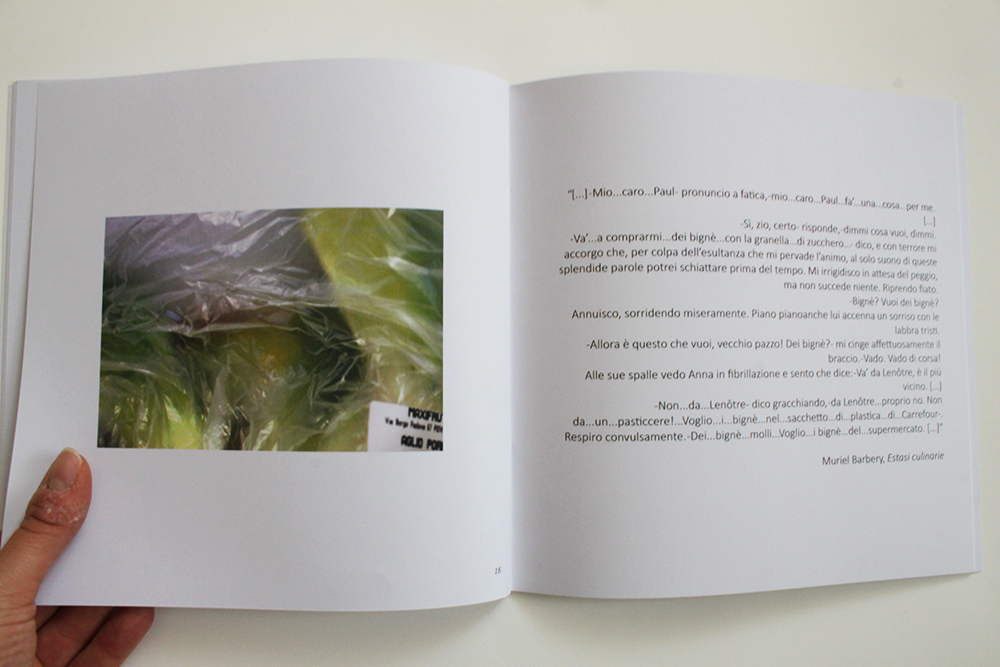 MAXIFRU
Via Borgo Padova 57
AGLIO
16
"[...]-Mio...caro...Paul- pronuncio a fatica,-mio...caro...Paul...fa'...una...cosa...per me.
[...]
-Sì, zio, certo- risponde,-dimmi cosa vuoi, dimmi.
-Va'...a comprarmi...dei bignè...con la granella...di zucchero...- dico, e con terrore mi
accorgo che, per colpa dell'esultanza che mi pervade l'animo, al solo suono di queste
splendide parole potrei schiattare prima del tempo. Mi irrigidisco in attesa del peggio,
ma non succede niente. Riprendo fiato.
-Bignè? Vuoi dei bignè?
Annuisco, sorridendo miseramente. Piano pianoanche lui accenna un sorriso con le
labbra tristi.
-Allora è questo che vuoi, vecchio pazzo! Dei bignè?- mi cinge affettuosamente il
braccio.-Vado. Vado di corsa!
Alle sue spalle vedo Anna in fibrillazione e sento che dice:-Va' da Lenôtre, è il più
vicino. [...]
-Non...da...Lenôtre- dico gracchiando,-da Lenôtre...proprio no. Non
da...un...pasticcere!...Voglio...i...bignè...nel...sacchetto...di...plastica...di...Carrefour-.
Respiro convulsamente.-Dei...bignè...molli...Voglio...i bignè...del...supermercato. [...]"
Muriel Barbery, Estasi culinarie